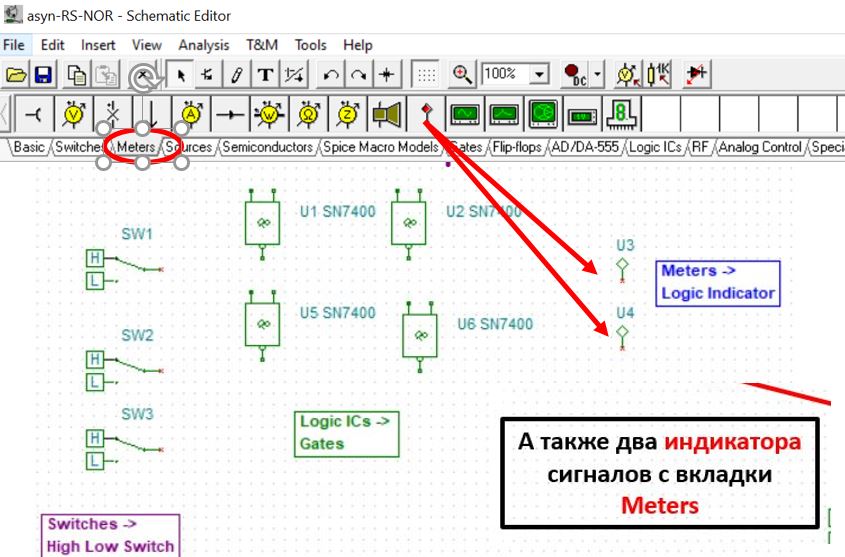 asyn-RS-NOR - Schematic Editor
File Edit Insert View Analysis T&M Tools Help
T 100% DC 1K
V A W Ω Z 8.
Basic Switches Meters Sources Semiconductors Spice Macro Models Gates Flip-flops AD/DA-555 Logic ICs RF Analog Control Speci
U1 SN7400 U2 SN7400
SW1
H
L
U3
Meters ->
Logic Indicator
U5 SN7400 U6 SN7400
U4
SW2
H
L
SW3
H
L
Logic ICs ->
Gates
А также два индикатора
сигналов с вкладки
Meters
Switches ->
High Low Switch